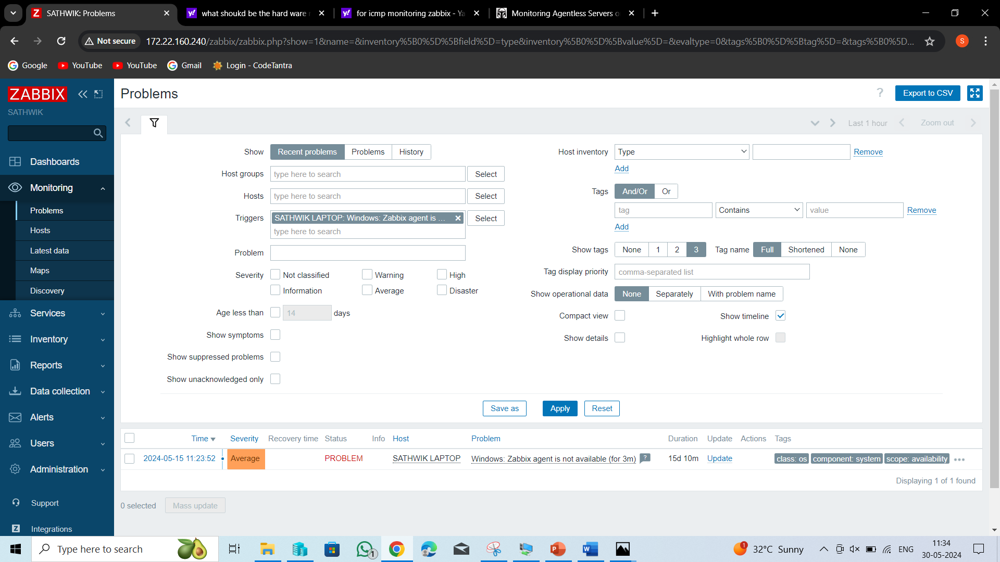 SATHWIK: Problems
what shoukd be the hard ware r
for icmp monitoring zabbix - Ya
Monitoring Agentless Servers o
Not secure
172.22.160.240/zabbix/zabbix.php?show=1&name=&inventory%5B0%5D%5Bfield%5D=type&inventory%5B0%5D%5Bvalue%5D=&evaltype=0&tags%5B0%5D%5Btag%5D=&tags%5B0%5D...
S
Google
YouTube
YouTube
Gmail
Login - CodeTantra
ZABBIX
SATHWIK
Dashboards
Monitoring
Problems
Hosts
Latest data
Maps
Discovery
Services
Inventory
Reports
Data collection
Alerts
Users
Administration
Support
Z Integrations
Problems
?
Export to CSV
Last 1 hour
Zoom out
Show Recent problems Problems History
Host groups type here to search Select
Hosts type here to search Select
Triggers SATHWIK LAPTOP: Windows: Zabbix agent is ... Select
type here to search
Problem
Severity Not classified Warning High
Information Average Disaster
Age less than 14 days
Show symptoms
Show suppressed problems
Show unacknowledged only
Host inventory Type Remove
Add
Tags And/Or Or
tag Contains value Remove
Add
Show tags None 1 2 3 Tag name Full Shortened None
Tag display priority comma-separated list
Show operational data None Separately With problem name
Compact view Show timeline
Show details Highlight whole row
Save as Apply Reset
Time Severity Recovery time Status Info Host Problem Duration Update Actions Tags
2024-05-15 11:23:52 Average PROBLEM SATHWIK LAPTOP Windows: Zabbix agent is not available (for 3m) ? 15d 10m Update class: os component: system scope: availability
Displaying 1 of 1 found
0 selected Mass update
Type here to search
1
1
32°C Sunny
ENG
11:34
30-05-2024